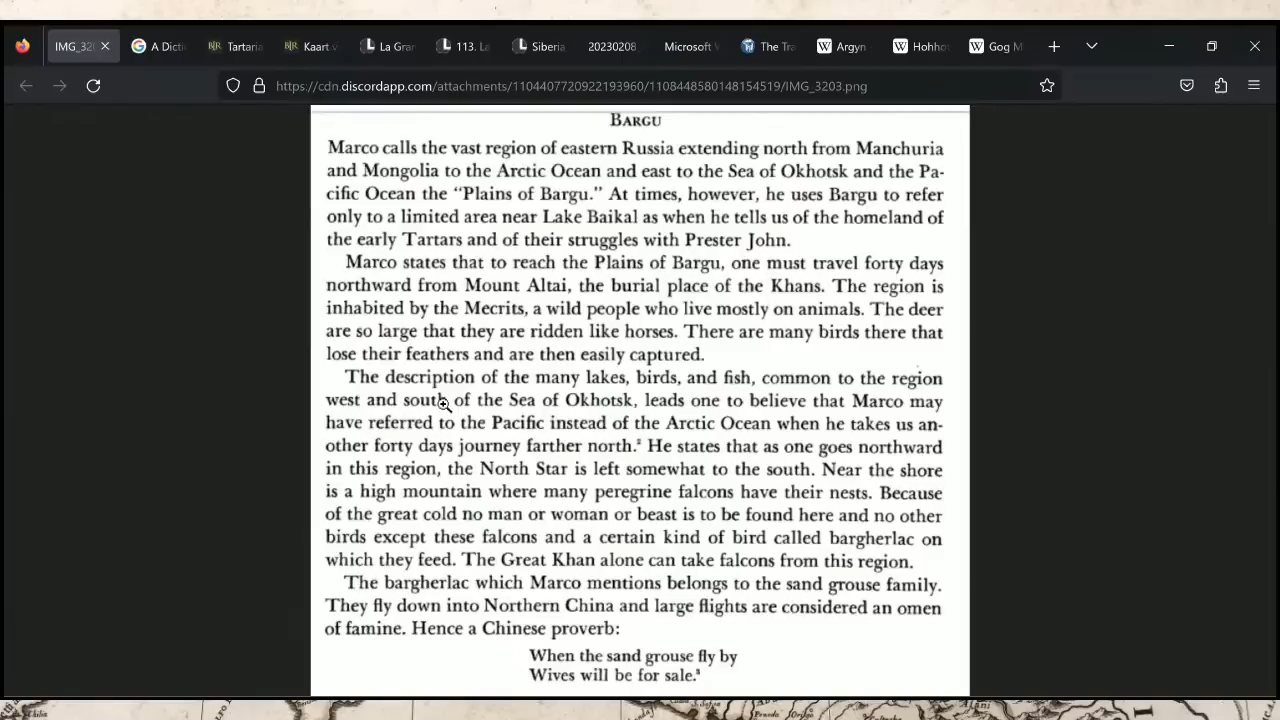 IMG_32
A Dicti
Tartaria
Kaart v
La Gran
113. La
Siberia
20230208
Microsoft
The Tra
Argyn
Hohho
Gog M
https://cdn.discordapp.com/attachments/1104407720922193960/1108448580148154519/IMG_3203.png
BARGU
Marco calls the vast region of eastern Russia extending north from Manchuria
and Mongolia to the Arctic Ocean and east to the Sea of Okhotsk and the Pa-
cific Ocean the “Plains of Bargu.” At times, however, he uses Bargu to refer
only to a limited area near Lake Baikal as when he tells us of the homeland of
the early Tartars and of their struggles with Prester John.
Marco states that to reach the Plains of Bargu, one must travel forty days
northward from Mount Altai, the burial place of the Khans. The region is
inhabited by the Mecrits, a wild people who live mostly on animals. The deer
are so large that they are ridden like horses. There are many birds there that
lose their feathers and are then easily captured.
The description of the many lakes, birds, and fish, common to the region
west and south of the Sea of Okhotsk, leads one to believe that Marco may
have referred to the Pacific instead of the Arctic Ocean when he takes us an-
other forty days journey farther north.² He states that as one goes northward
in this region, the North Star is left somewhat to the south. Near the shore
is a high mountain where many peregrine falcons have their nests. Because
of the great cold no man or woman or beast is to be found here and no other
birds except these falcons and a certain kind of bird called bargherlac on
which they feed. The Great Khan alone can take falcons from this region.
The bargherlac which Marco mentions belongs to the sand grouse family.
They fly down into Northern China and large flights are considered an omen
of famine. Hence a Chinese proverb:
When the sand grouse fly by
Wives will be for sale.³